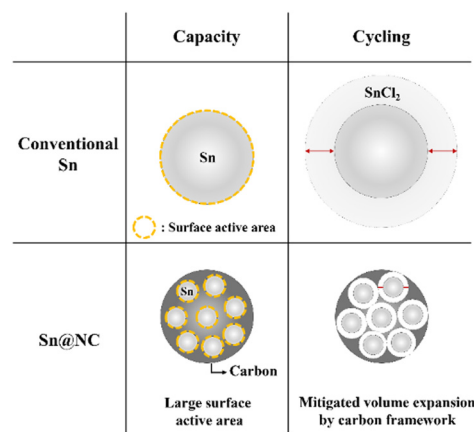 Capacity
Cycling
Conventional
Sn
Sn
SnCl₂
: Surface active area
Sn@NC
Sn
Carbon
Large surface
active area
Mitigated volume expansion
by carbon framework